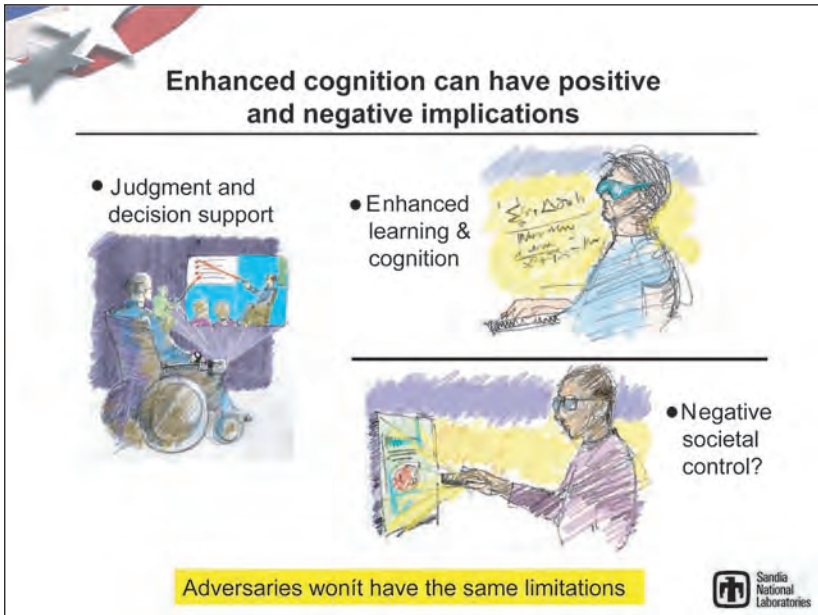 Enhanced cognition can have positive
and negative implications
● Judgment and
decision support
● Enhanced
learning &
cognition
● Negative
societal
control?
Adversaries wonít have the same limitations
Sandia
National
Laboratories